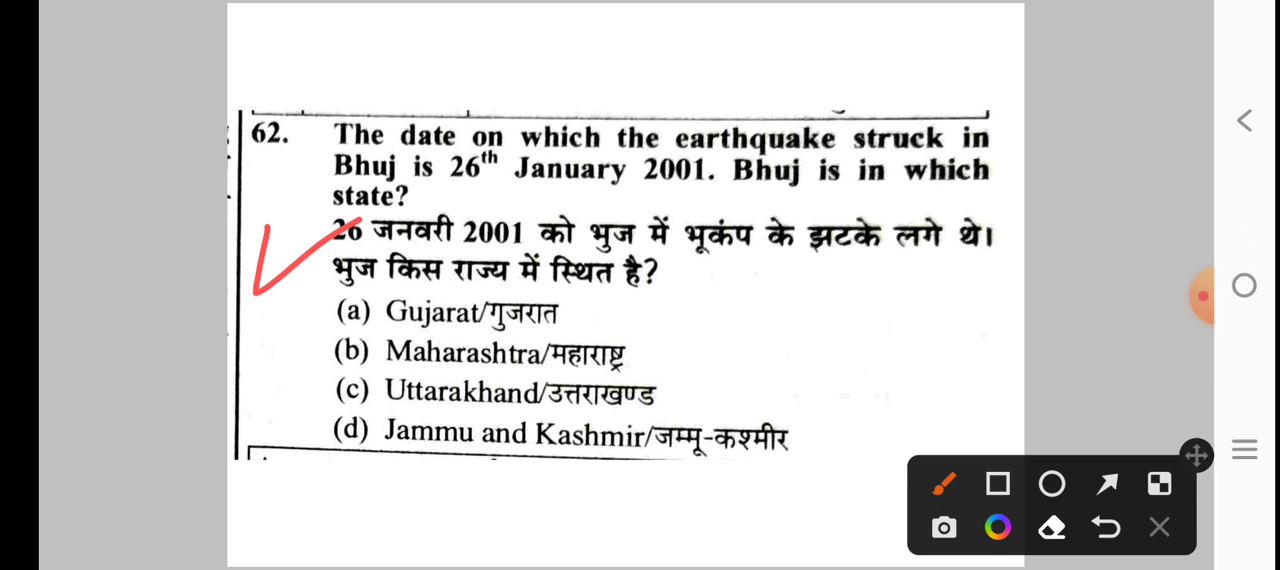 62. The date on which the earthquake struck in
Bhuj is 26th January 2001. Bhuj is in which
state?
26 जनवरी 2001 को भुज में भूकंप के झटके लगे थे।
भुज किस राज्य में स्थित है?
(a) Gujarat/गुजरात
(b) Maharashtra/महाराष्ट्र
(c) Uttarakhand/उत्तराखण्ड
(d) Jammu and Kashmir/जम्मू-कश्मीर